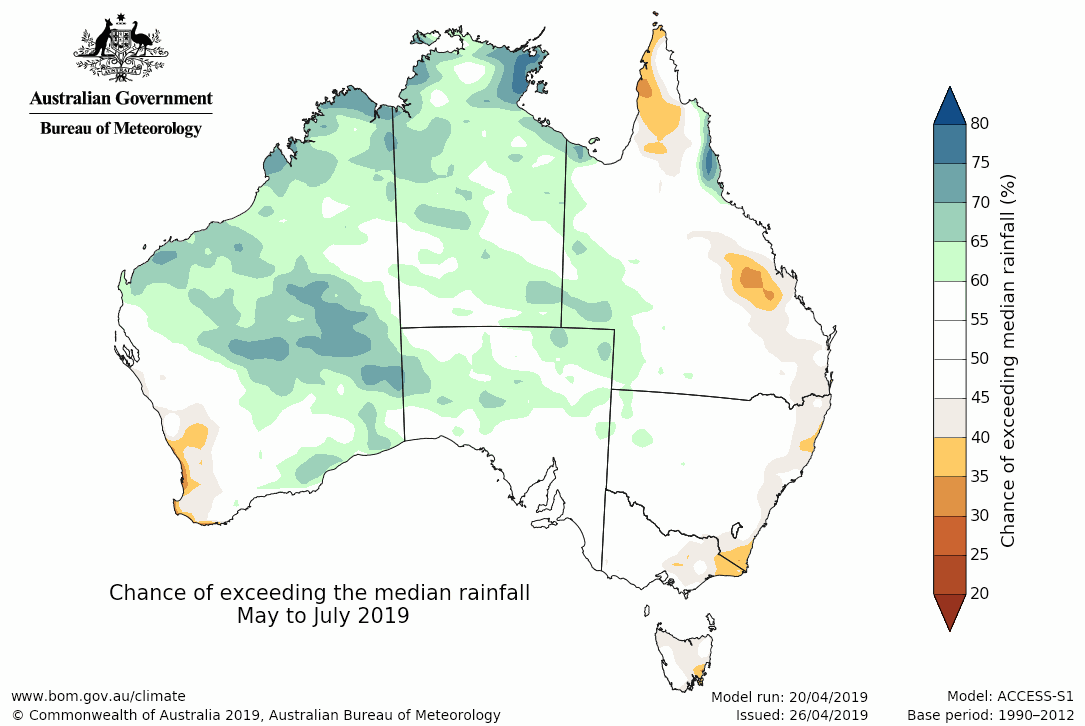 Australian Government
Bureau of Meteorology
80
75
70
65
60
55
50
45
40
35
30
25
20
Chance of exceeding median rainfall (%)
Chance of exceeding the median rainfall
May to July 2019
www.bom.gov.au/climate
© Commonwealth of Australia 2019, Australian Bureau of Meteorology
Model run: 20/04/2019
Issued: 26/04/2019
Model: ACCESS-S1
Base period: 1990–2012